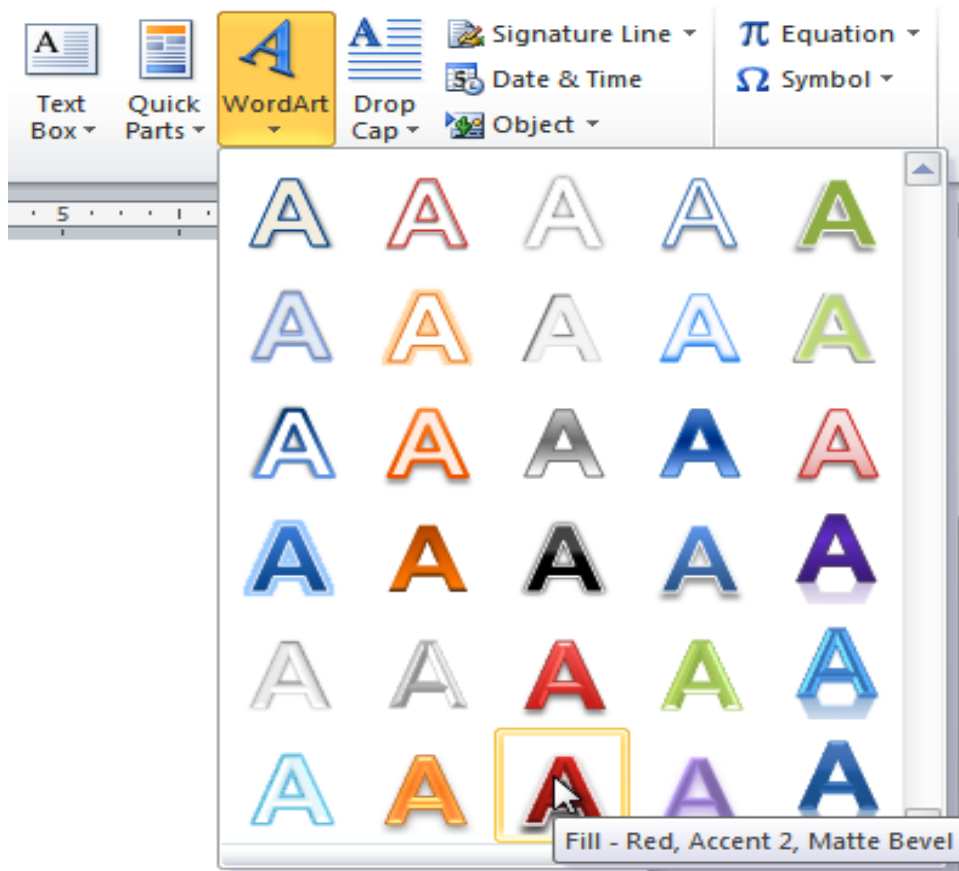 A
Text Box
Quick Parts
A
WordArt
A
Drop Cap
Signature Line
5 Date & Time
Object
π Equation
Ω Symbol
5
A A A A A
A A A A A
A A A A A
A A A A A
A A A A A
A A A A A
Fill - Red, Accent 2, Matte Bevel